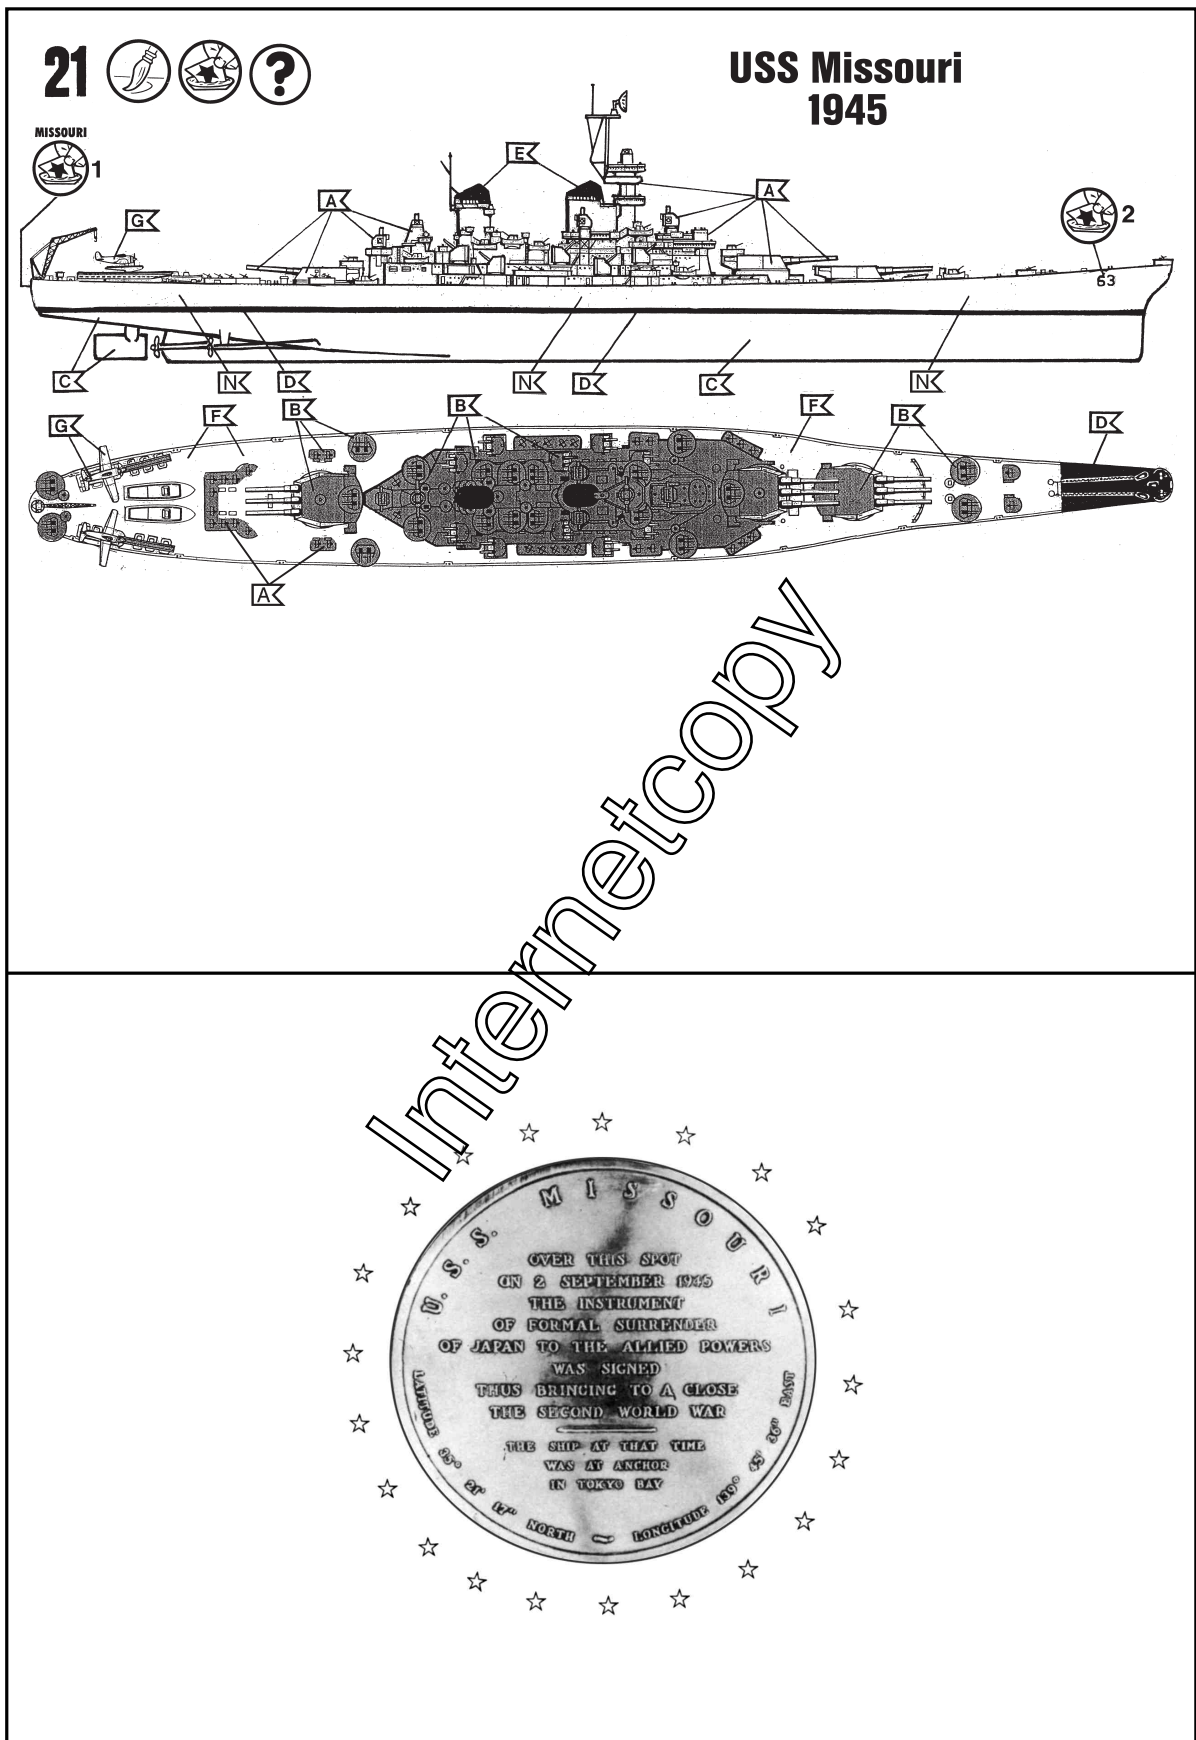 21
?
USS Missouri
1945
MISSOURI
1
E
A
A
G
2
63
C
N
D
N
D
C
N
G
F
B
B
F
B
D
A
Internetcopy
U.S.S. MISSOURI
OVER THIS SPOT
ON 2 SEPTEMBER 1945
THE INSTRUMENT
OF FORMAL SURRENDER
OF JAPAN TO THE ALLIED POWERS
WAS SIGNED
THUS BRINGING TO A CLOSE
THE SECOND WORLD WAR
THE SHIP AT THAT TIME
WAS AT ANCHOR
IN TOKYO BAY
LATITUDE 35° 21' 17" NORTH — LONGITUDE 139° 45' 36" EAST